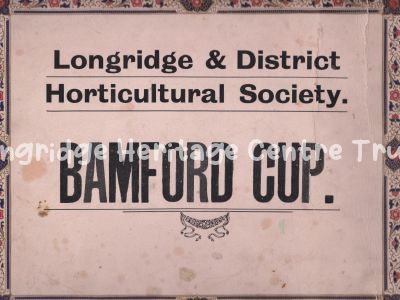 Longridge & District
Horticultural Society.
Longridge Heritage Centre Trust
BAMFORD CUP.